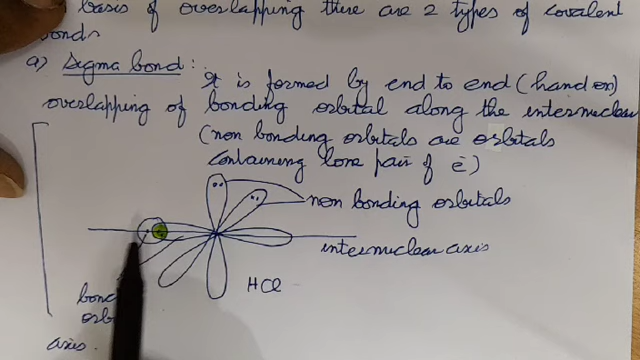 basis of overlapping there are 2 types of covalent
bonds
a) Sigma bond: It is formed by end to end (hand on)
overlapping of bonding orbital along the internuclear
(non bonding orbitals are orbitals
containing lone pair of ē)
non bonding orbitals
internuclear axis
HCl
axis.